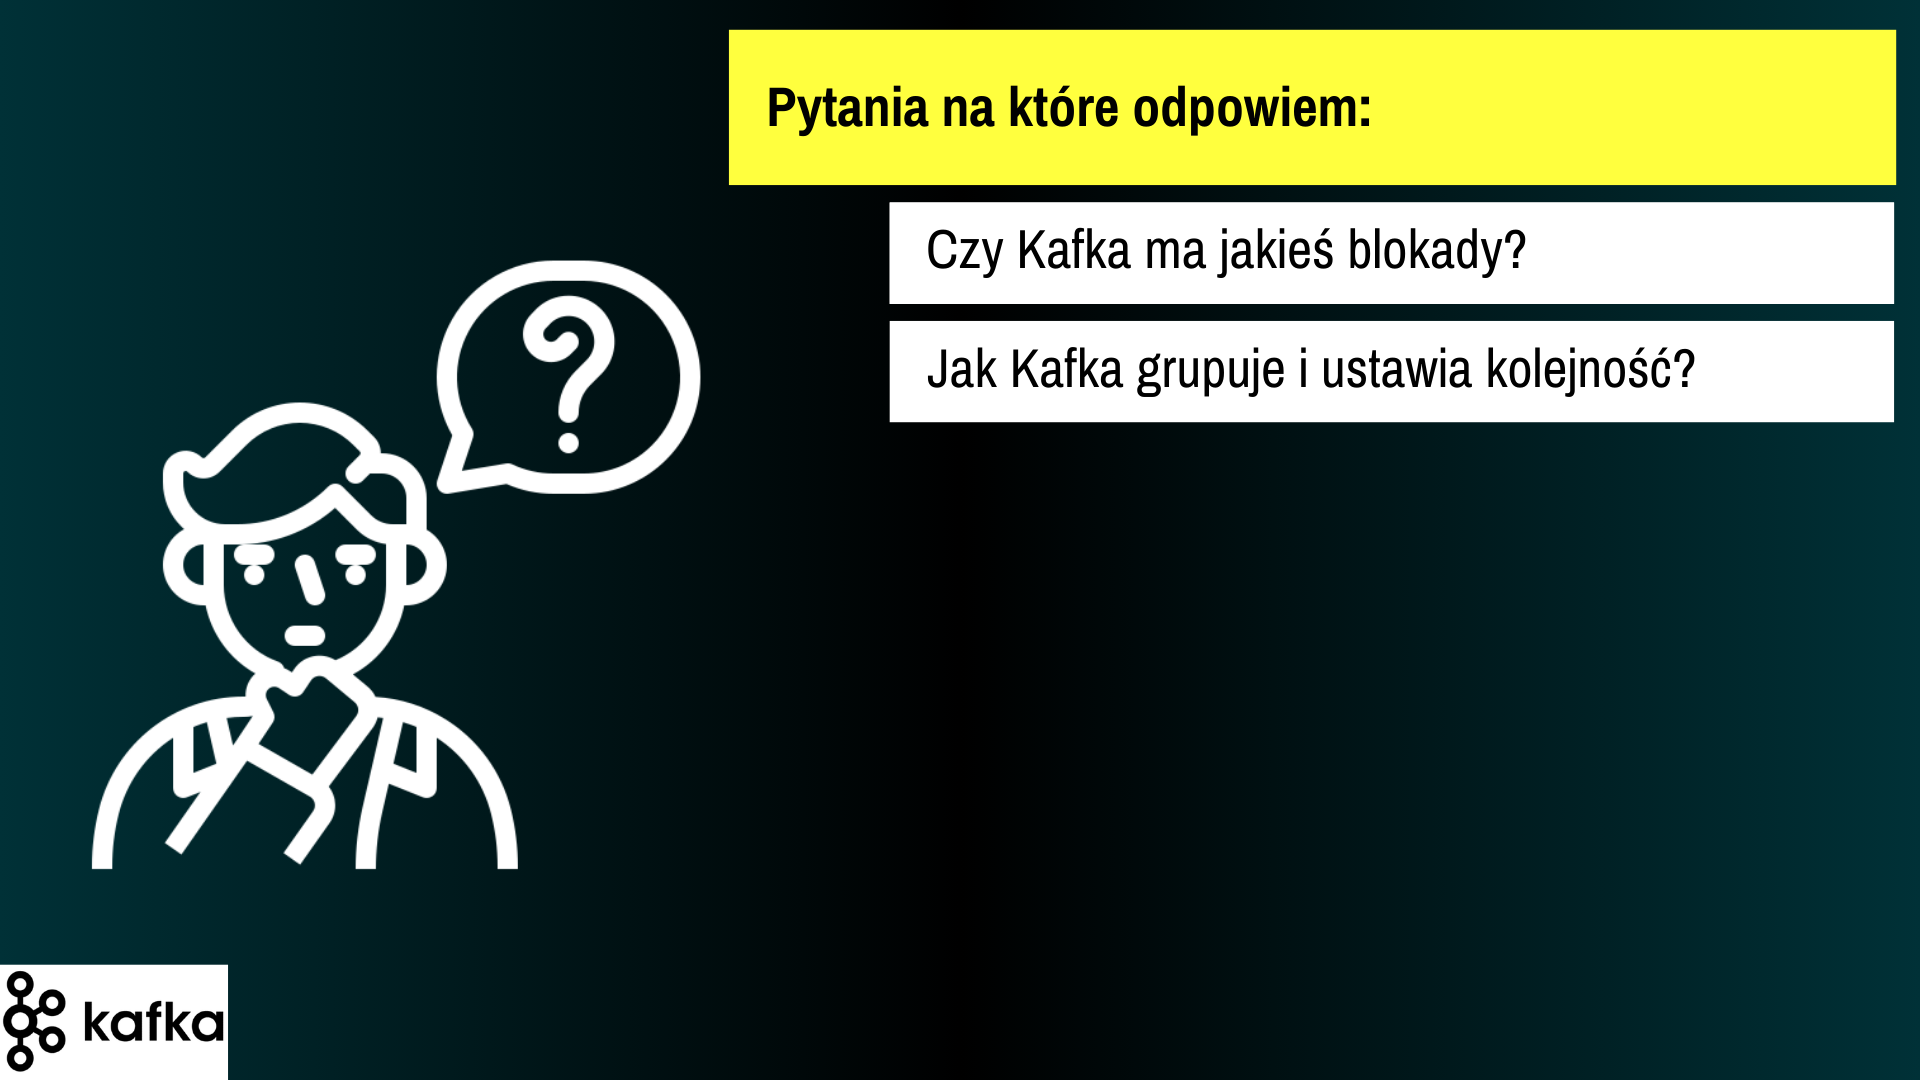 Pytania na które odpowiem:
Czy Kafka ma jakieś blokady?
Jak Kafka grupuje i ustawia kolejność?
?
kafka